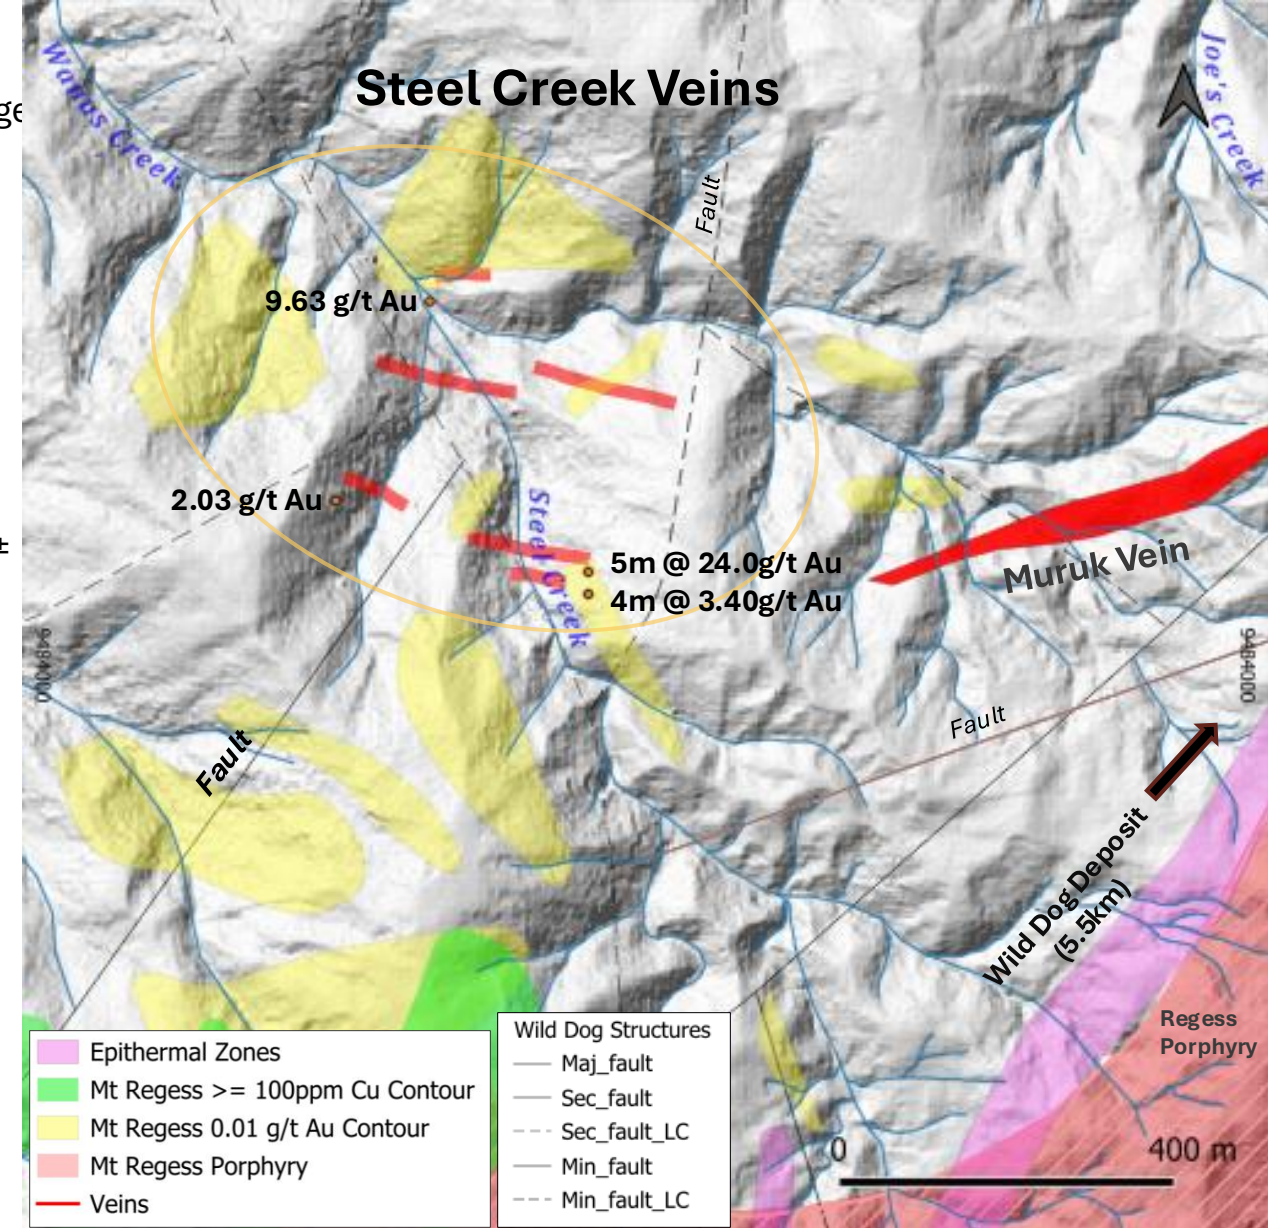 Steel Creek Veins
Wanus Creek
Joe's Creek
ge
Fault
9.63 g/t Au
2.03 g/t Au
Steel Creek
5m @ 24.0g/t Au
4m @ 3.40g/t Au
Muruk Vein
±
9484000
9484000
Fault
Fault
Wild Dog Deposit
(5.5km)
Regess
Porphyry
Epithermal Zones
Mt Regess >= 100ppm Cu Contour
Mt Regess 0.01 g/t Au Contour
Mt Regess Porphyry
Veins
Wild Dog Structures
Maj_fault
Sec_fault
Sec_fault_LC
Min_fault
Min_fault_LC
0
400 m